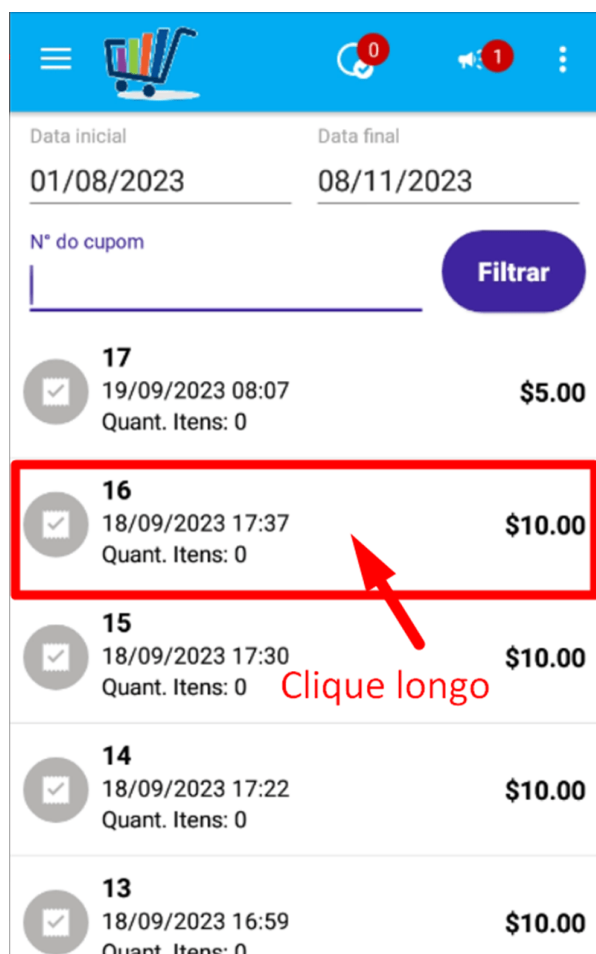 0
1
Data inicial
Data final
01/08/2023
08/11/2023
N° do cupom
Filtrar
17
19/09/2023 08:07
$5.00
Quant. Itens: 0
16
18/09/2023 17:37
$10.00
Quant. Itens: 0
15
18/09/2023 17:30
$10.00
Quant. Itens: 0
Clique longo
14
18/09/2023 17:22
$10.00
Quant. Itens: 0
13
18/09/2023 16:59
$10.00
Quant. Itens: 0